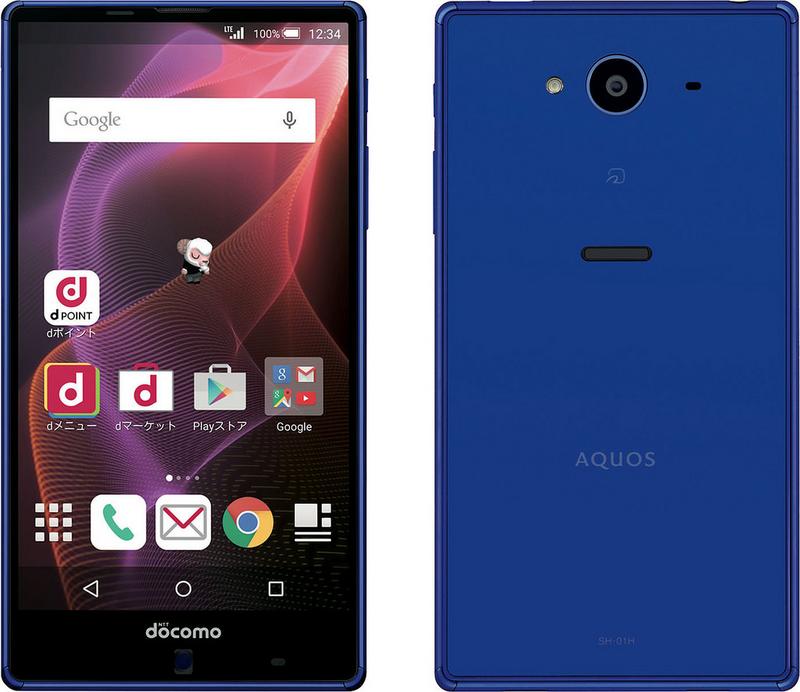 LTE 100% 12:34
Google
d POINT
dポイント
dメニュー
dマーケット
Playストア
Google
NTT
docomo
AQUOS
SH-01H